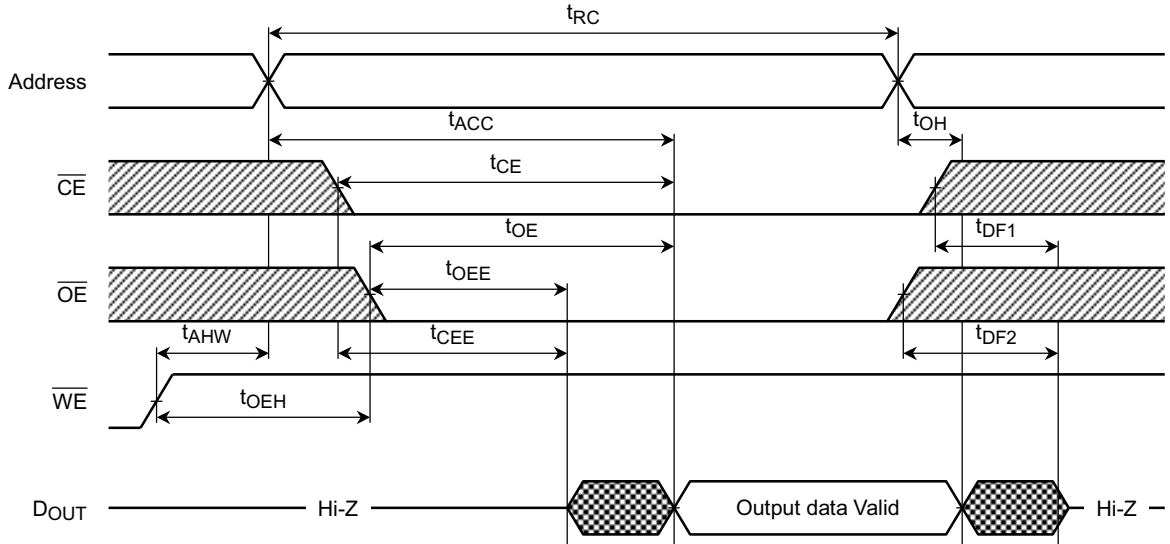 tRC
Address
tACC
tOH
CE
tCE
tOE
tDF1
OE
tOEE
tAHW
tCEE
tDF2
WE
tOEH
DOUT
Hi-Z
Output data Valid
Hi-Z